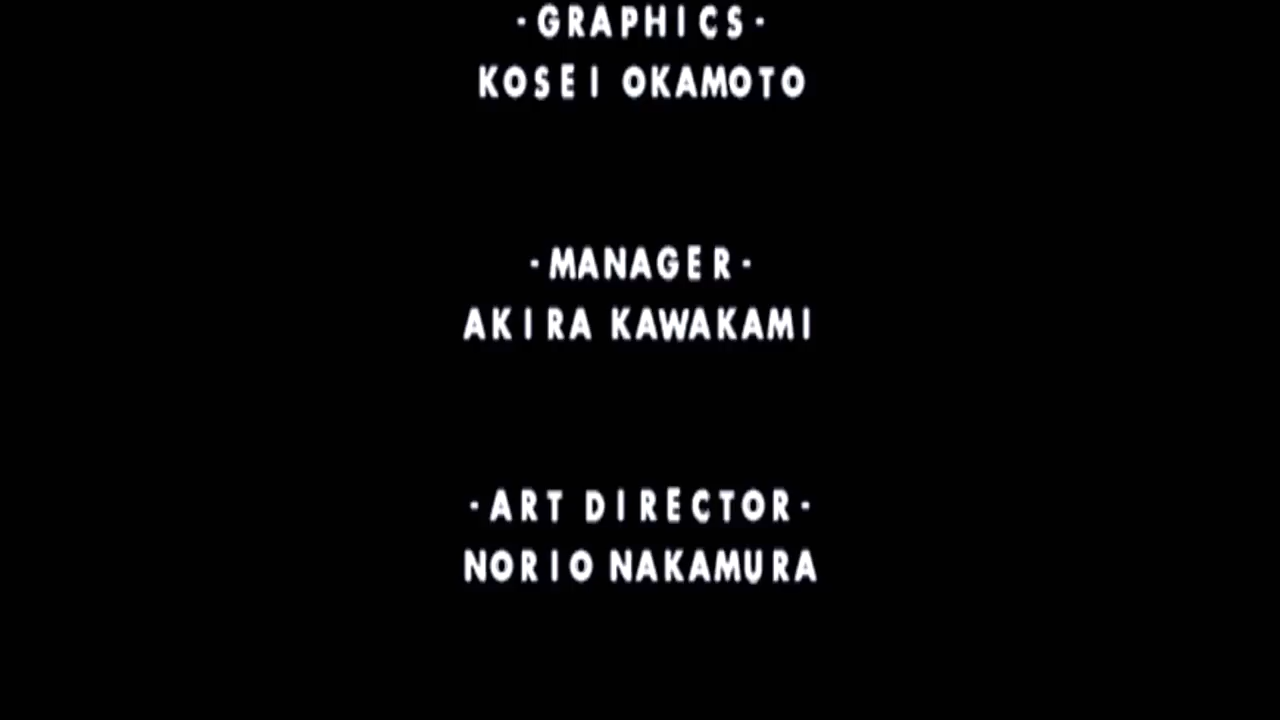 -GRAPHICS-
KOSEI OKAMOTO
-MANAGER-
AKIRA KAWAKAMI
-ART DIRECTOR-
NORIO NAKAMURA